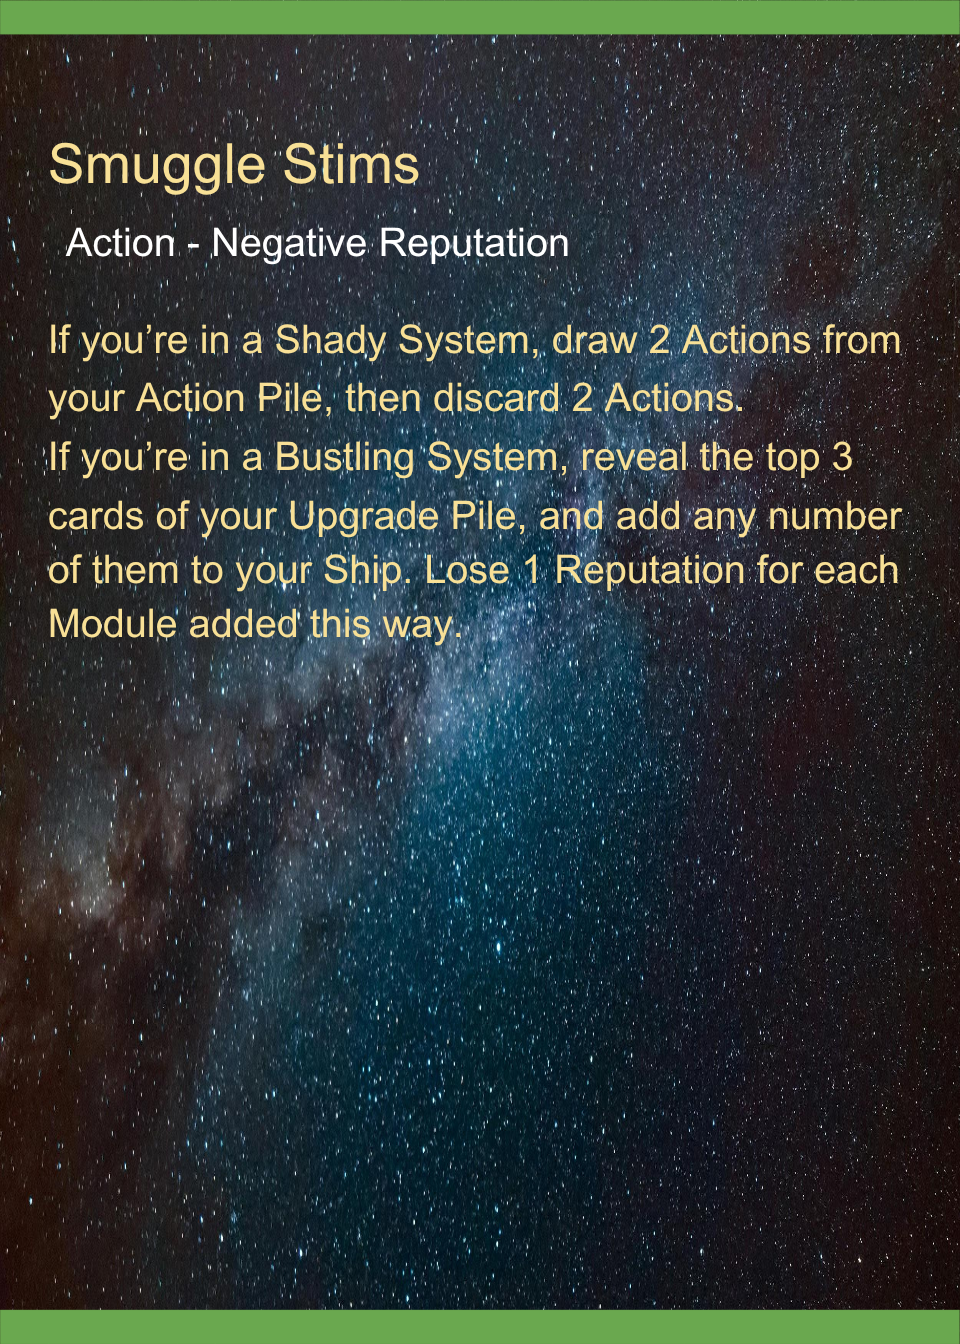 Smuggle Stims
Action - Negative Reputation
If you’re in a Shady System, draw 2 Actions from
your Action Pile, then discard 2 Actions.
If you’re in a Bustling System, reveal the top 3
cards of your Upgrade Pile, and add any number
of them to your Ship. Lose 1 Reputation for each
Module added this way.